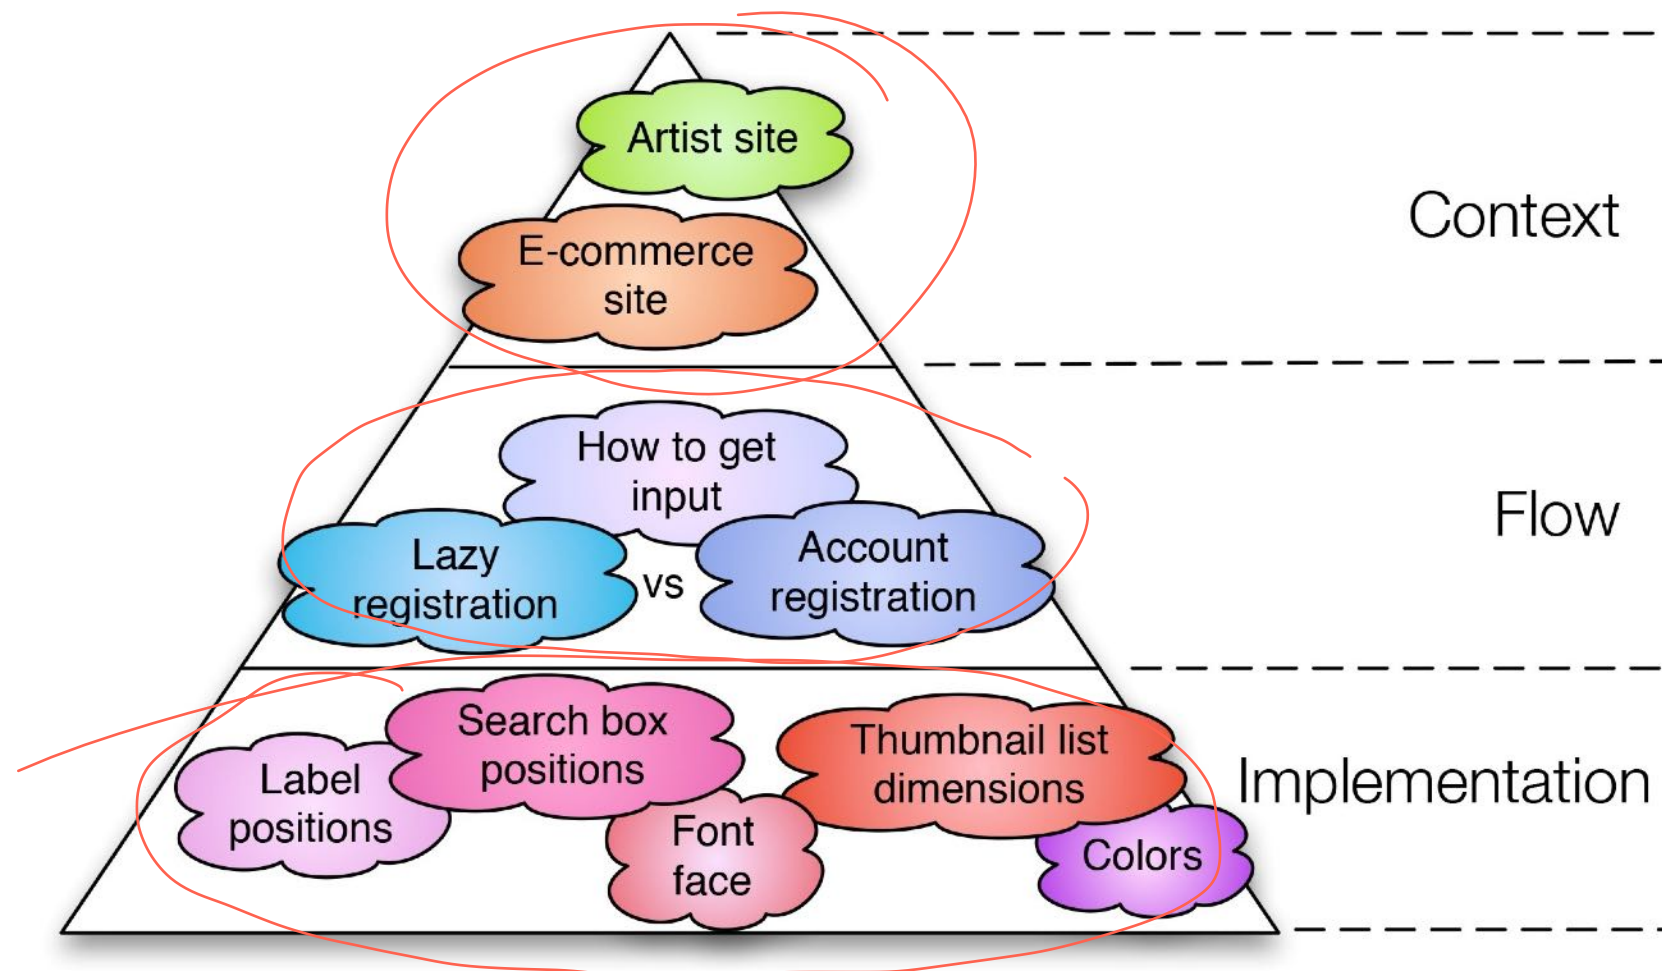 Artist site
E-commerce
site
Context
How to get
input
Lazy
registration
vs
Account
registration
Flow
Label
positions
Search box
positions
Font
face
Thumbnail list
dimensions
Colors
Implementation